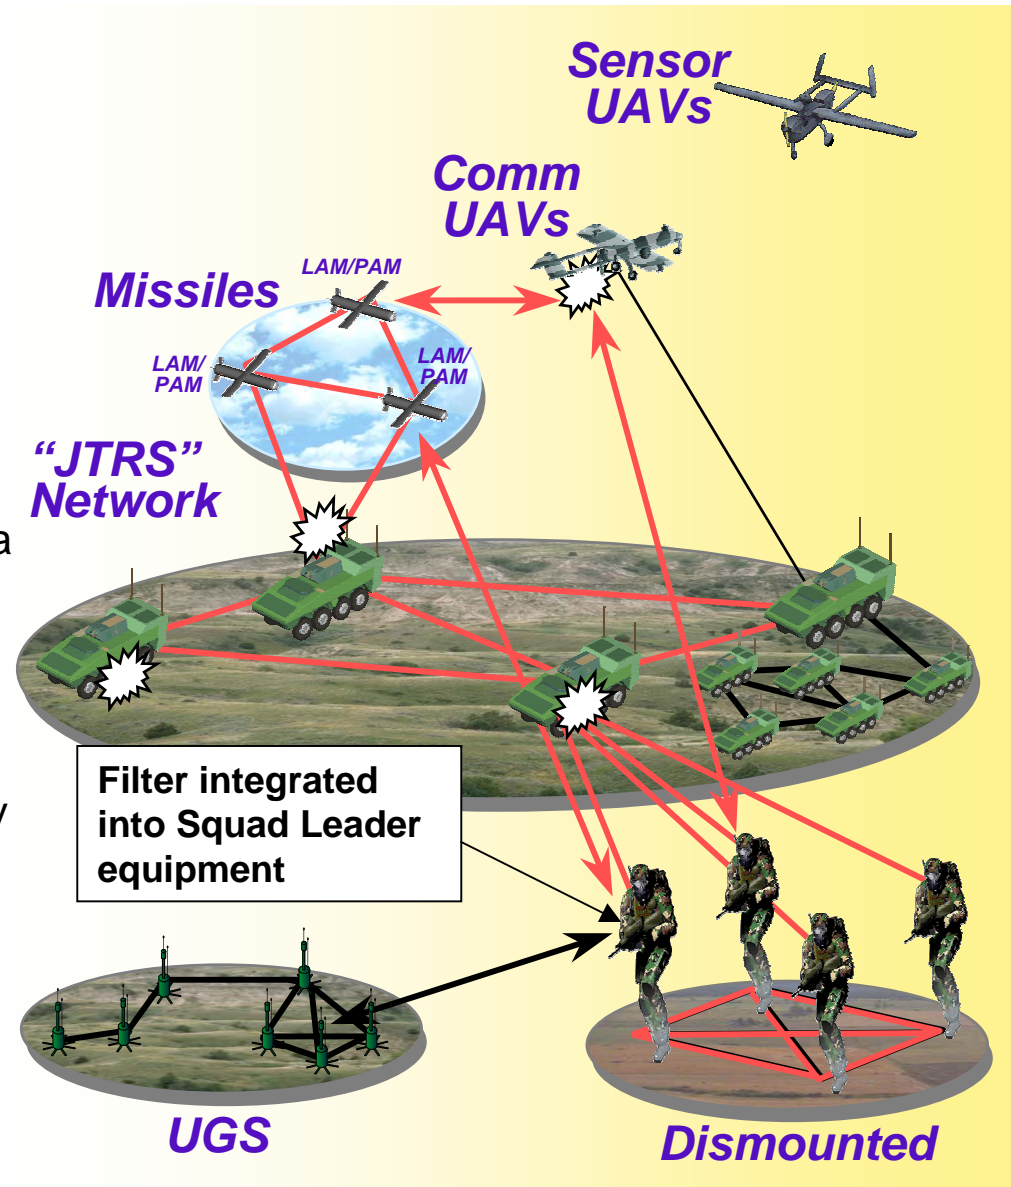 Sensor
UAVs
Comm
UAVs
Missiles
LAM/PAM
LAM/
PAM
LAM/
PAM
“JTRS”
Network
a
Filter integrated
into Squad Leader
equipment
y
UGS
Dismounted